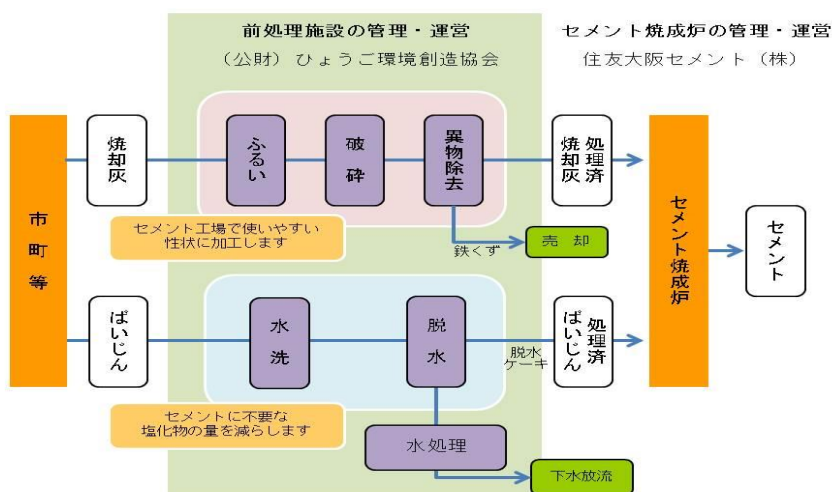 前処理施設の管理・運営
（公財）ひょうご環境創造協会
セメント焼成炉の管理・運営
住友大阪セメント（株）
市町等
焼却灰
ふるい
破砕
異物除去
処理済
焼却灰
セメント工場で使いやすい
性状に加工します
鉄くず
売却
セメント焼成炉
セメント
ばいじん
水洗
脱水
脱水
ケーキ
処理済
ばいじん
セメントに不要な
塩化物の量を減らします
水処理
下水放流